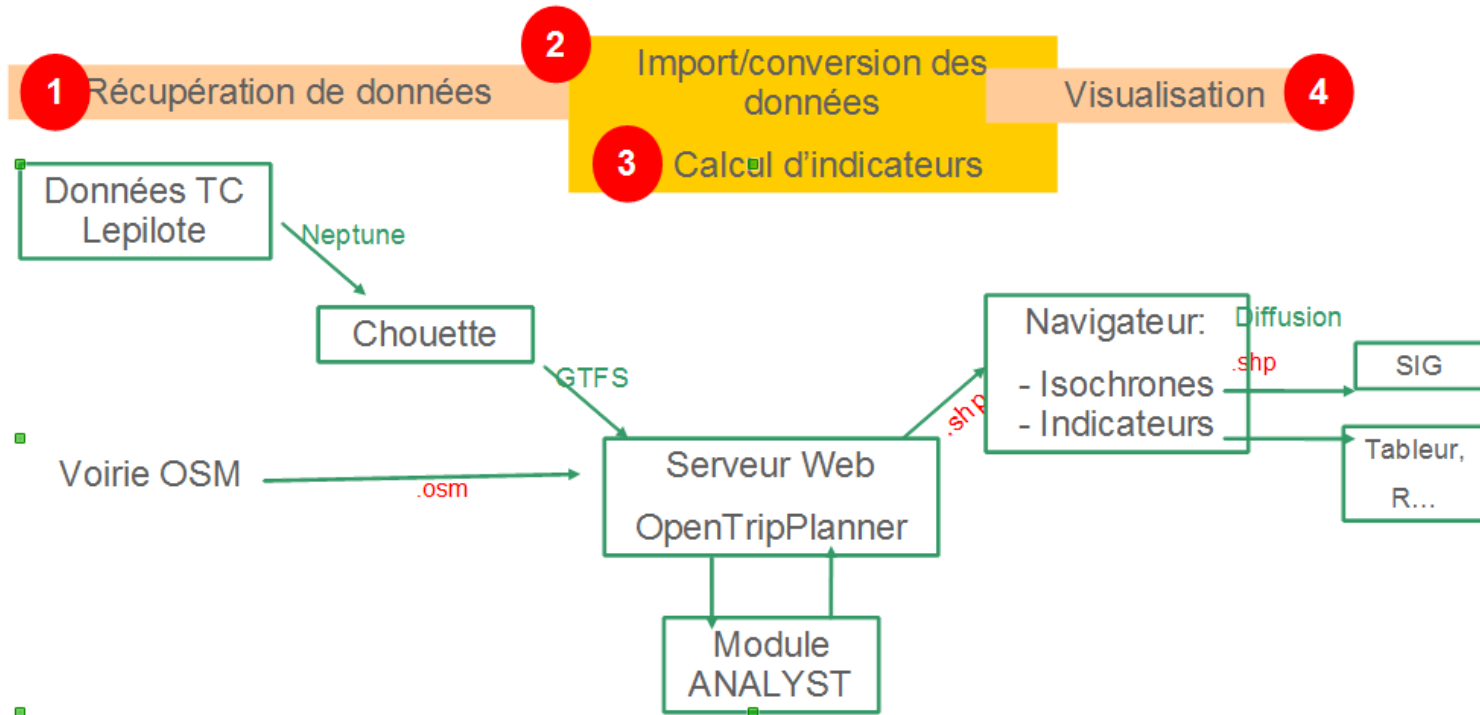 1 Récupération de données
2
Import/conversion des
données
3 Calcul d'indicateurs
Visualisation 4
Données TC
Lepilote
Neptune
Chouette
GTFS
Voirie OSM
.osm
Serveur Web
OpenTripPlanner
Module
ANALYST
.shp
Navigateur:
- Isochrones
- Indicateurs
Diffusion
.shp
SIG
Tableur,
R...